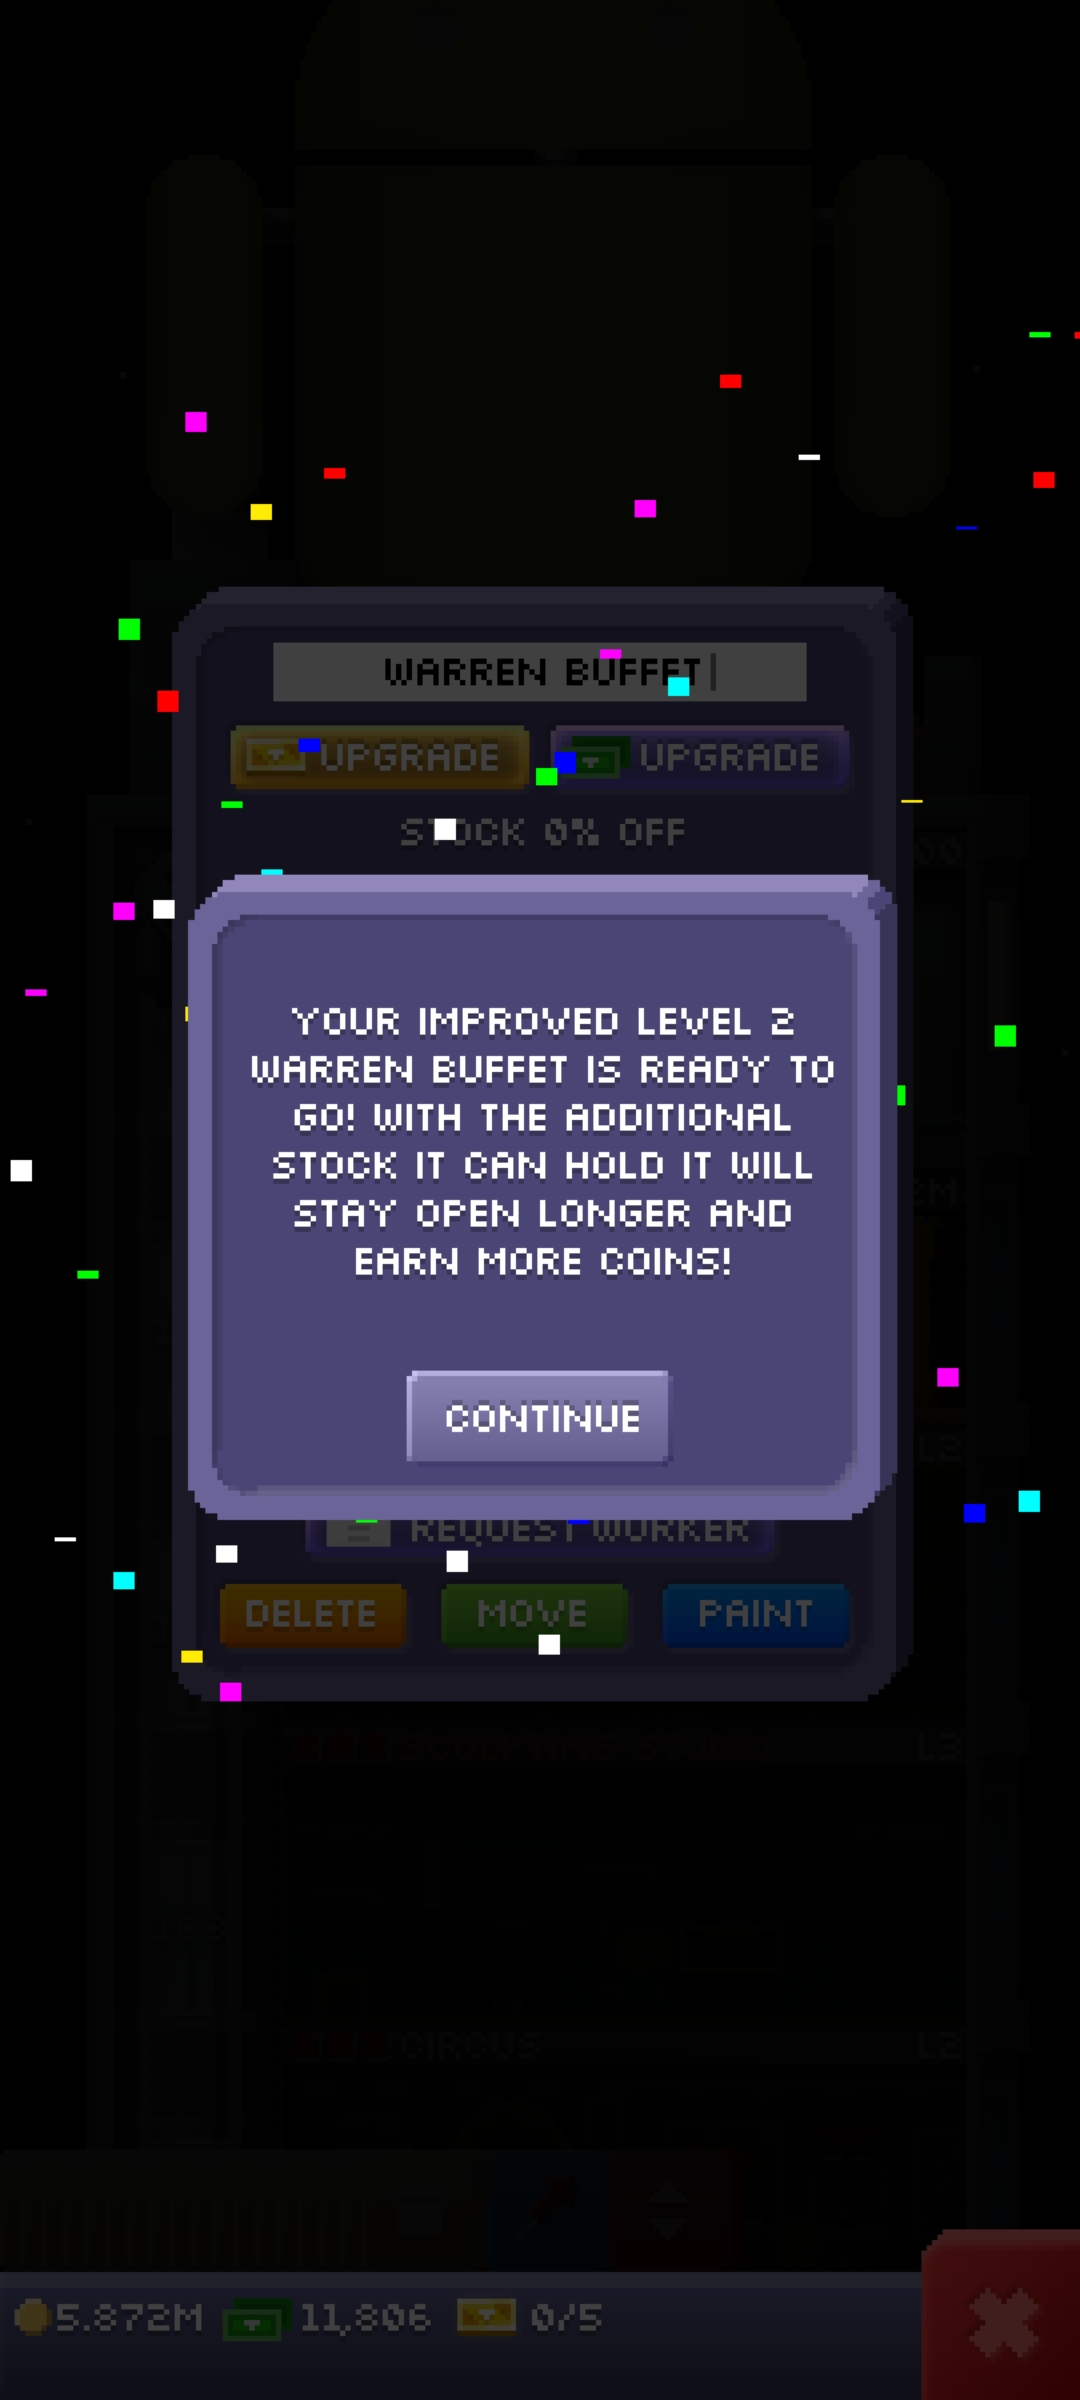 WARREN BUFFET
UPGRADE
UPGRADE
STOCK 0% OFF
YOUR IMPROVED LEVEL 2
WARREN BUFFET IS READY TO
GO! WITH THE ADDITIONAL
STOCK IT CAN HOLD IT WILL
STAY OPEN LONGER AND
EARN MORE COINS!
CONTINUE
REQUEST WORKER
DELETE
MOVE
PAINT
L3
CIRCUS
L2
5.872M
11,806
0/5